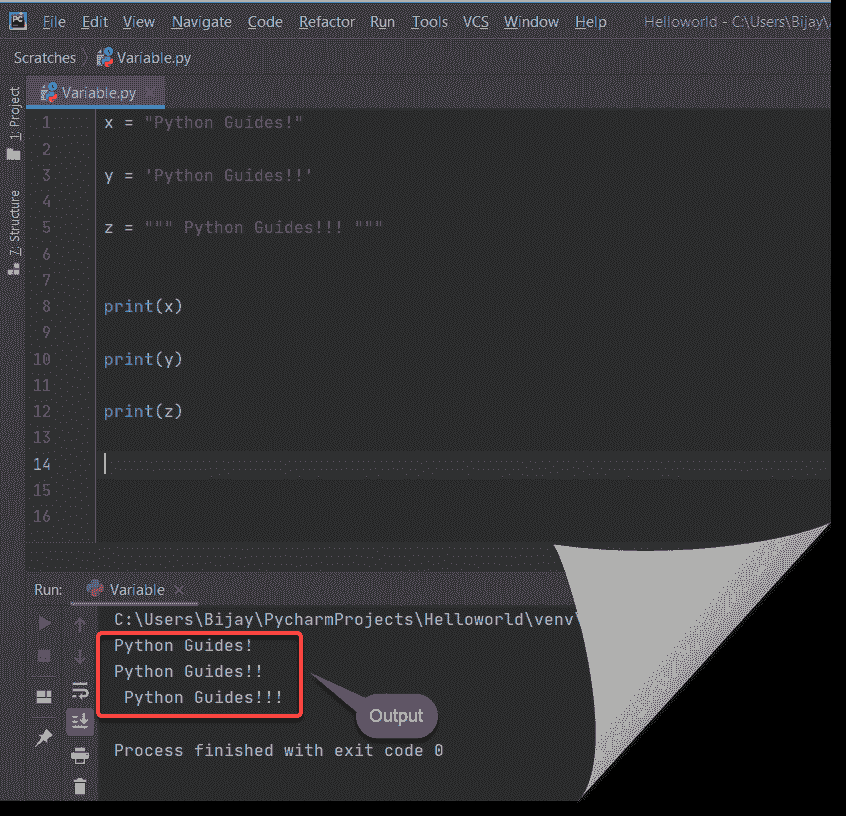 PC File Edit View Navigate Code Refactor Run Tools VCS Window Help Helloworld - C:\Users\Bijay\
Scratches Variable.py
Variable.py
1: Project
7: Structure
1 x = "Python Guides!"
2
3 y = 'Python Guides!!'
4
5 z = """ Python Guides!!! """
6
7
8 print(x)
9
10 print(y)
11
12 print(z)
13
14
15
16
Run: Variable
C:\Users\Bijay\PycharmProjects\Helloworld\venv\
Python Guides!
Python Guides!!
 Python Guides!!!
Output
Process finished with exit code 0